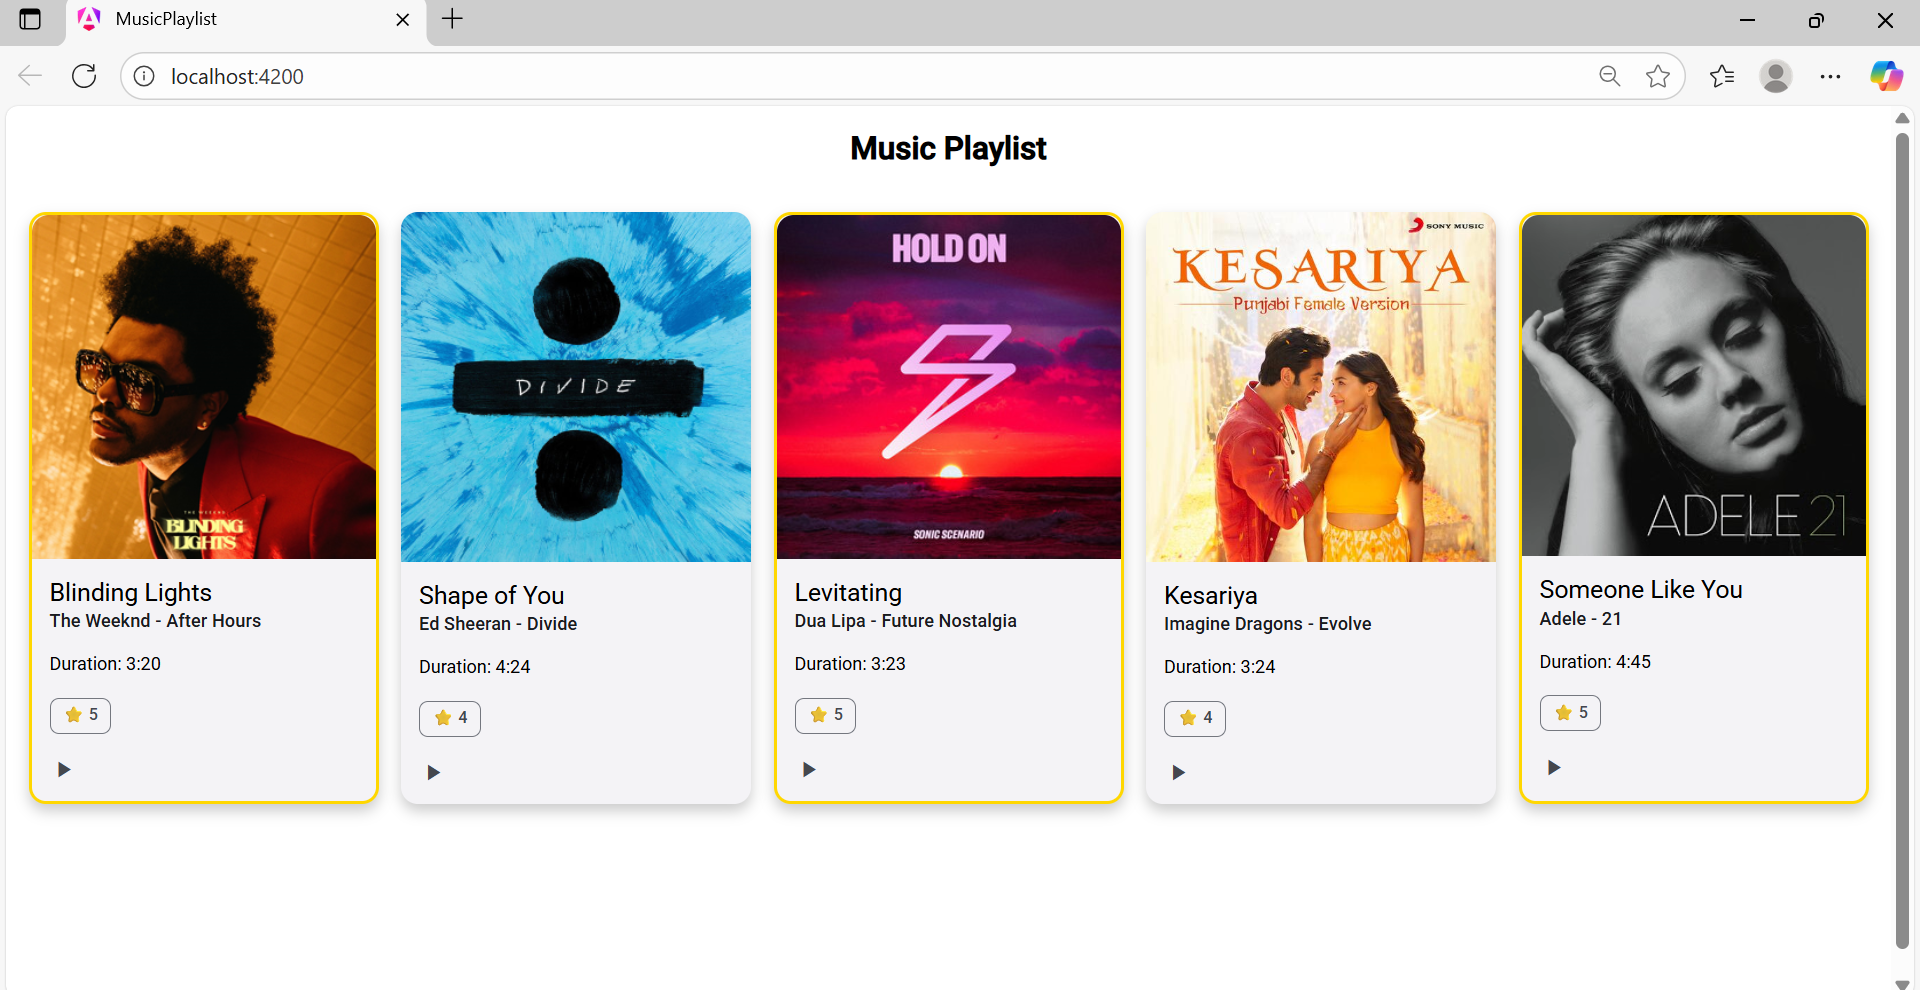 MusicPlaylist
localhost:4200
Music Playlist
THE WEEKND
BLINDING
LIGHTS
Blinding Lights
The Weeknd - After Hours
Duration: 3:20
5
DIVIDE
Shape of You
Ed Sheeran - Divide
Duration: 4:24
4
HOLD ON
SONIC SCENARIO
Levitating
Dua Lipa - Future Nostalgia
Duration: 3:23
5
SONY MUSIC
KESARIYA
Punjabi Female Version
Kesariya
Imagine Dragons - Evolve
Duration: 3:24
4
ADELE 21
Someone Like You
Adele - 21
Duration: 4:45
5